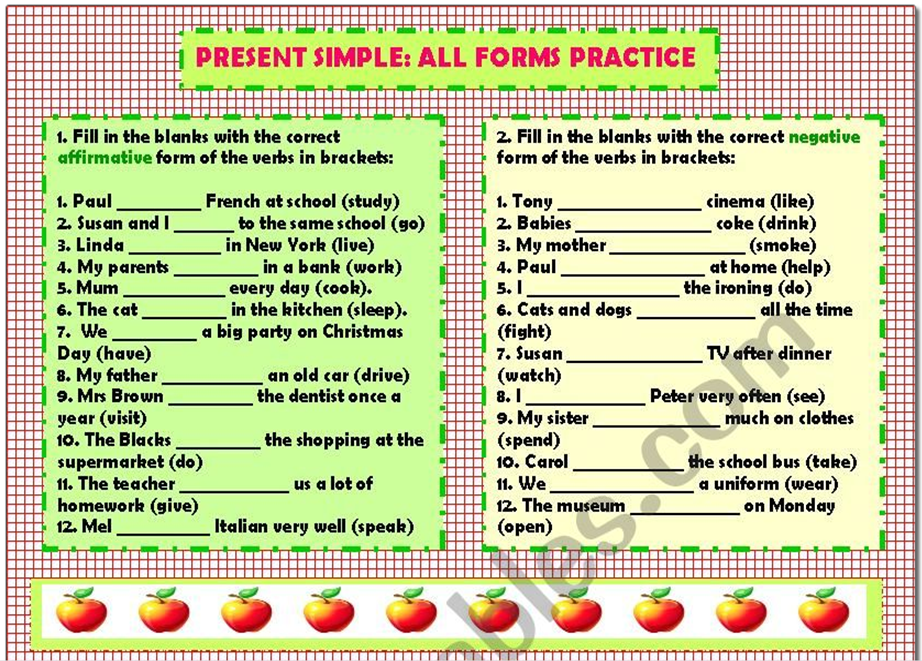 PRESENT SIMPLE: ALL FORMS PRACTICE
1. Fill in the blanks with the correct
affirmative form of the verbs in brackets:
1. Paul _________ French at school (study)
2. Susan and I ______ to the same school (go)
3. Linda __________ in New York (live)
4. My parents _________ in a bank (work)
5. Mum ___________ every day (cook).
6. The cat _________ in the kitchen (sleep).
7. We _________ a big party on Christmas
Day (have)
8. My father ___________ an old car (drive)
9. Mrs Brown _________ the dentist once a
year (visit)
10. The Blacks _________ the shopping at the
supermarket (do)
11. The teacher ____________ us a lot of
homework (give)
12. Mel __________ Italian very well (speak)
2. Fill in the blanks with the correct negative
form of the verbs in brackets:
1. Tony ________________ cinema (like)
2. Babies _______________ coke (drink)
3. My mother _______________ (smoke)
4. Paul ________________ at home (help)
5. I _________________ the ironing (do)
6. Cats and dogs _____________ all the time
(fight)
7. Susan _______________ TV after dinner
(watch)
8. I _____________ Peter very often (see)
9. My sister ______________ much on clothes
(spend)
10. Carol ____________ the school bus (take)
11. We ________________ a uniform (wear)
12. The museum ____________ on Monday
(open)
ables.com